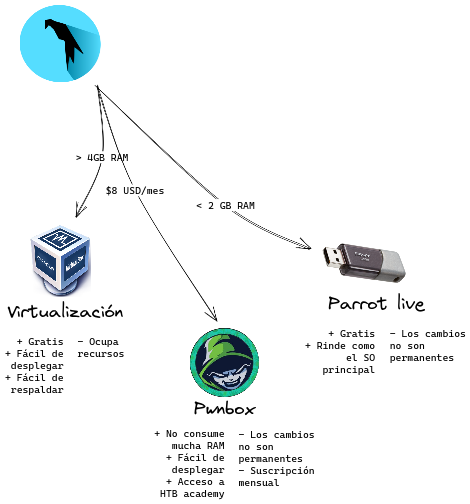 > 4GB RAM
$8 USD/mes
< 2 GB RAM
Virtualización
+ Gratis
+ Fácil de
desplegar
+ Fácil de
respaldar
- Ocupa
recursos
Parrot live
+ Gratis
+ Rinde como
el SO
principal
- Los cambios
no son
permanentes
Pwnbox
+ No consume
mucha RAM
+ Fácil de
desplegar
+ Acceso a
HTB academy
- Los cambios
no son
permanentes
- Suscripción
mensual